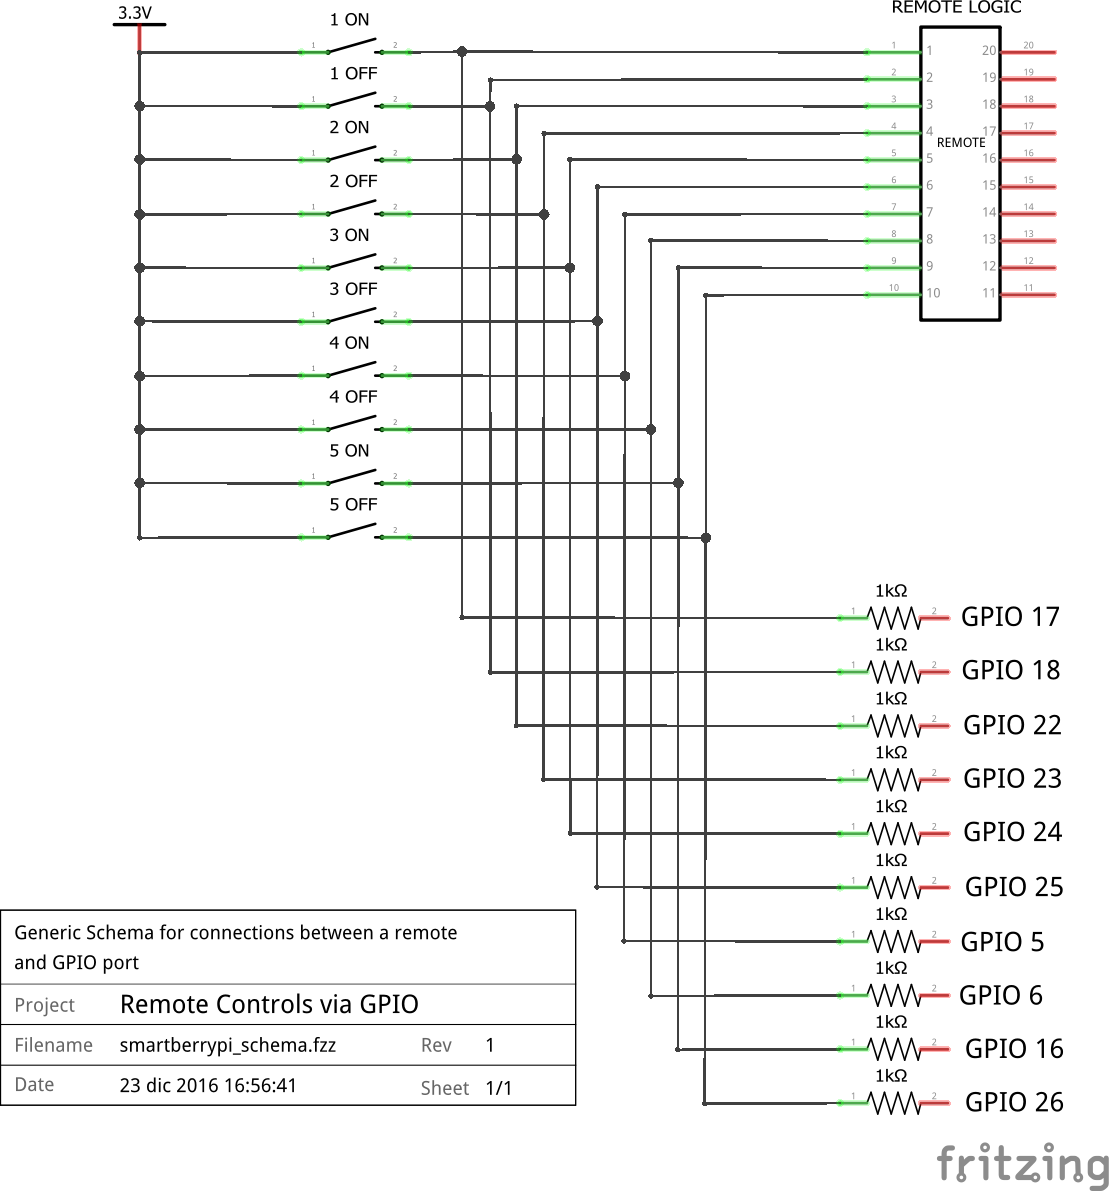 3.3V
REMOTE LOGIC
1 ON
1 2
1 OFF
1 2
2 ON
1 2
2 OFF
1 2
3 ON
1 2
3 OFF
1 2
4 ON
1 2
4 OFF
1 2
5 ON
1 2
5 OFF
1 2
1 1 20 20
2 2 19 19
3 3 18 18
4 4 17 17
REMOTE
5 5 16 16
6 6 15 15
7 7 14 14
8 8 13 13
9 9 12 12
10 10 11 11
1kΩ
1 2 GPIO 17
1kΩ
1 2 GPIO 18
1kΩ
1 2 GPIO 22
1kΩ
1 2 GPIO 23
1kΩ
1 2 GPIO 24
1kΩ
1 2 GPIO 25
1kΩ
1 2 GPIO 5
1kΩ
1 2 GPIO 6
1kΩ
1 2 GPIO 16
1kΩ
1 2 GPIO 26
Generic Schema for connections between a remote
and GPIO port
Project Remote Controls via GPIO
Filename smartberrypi_schema.fzz Rev 1
Date 23 dic 2016 16:56:41 Sheet 1/1
fritzing